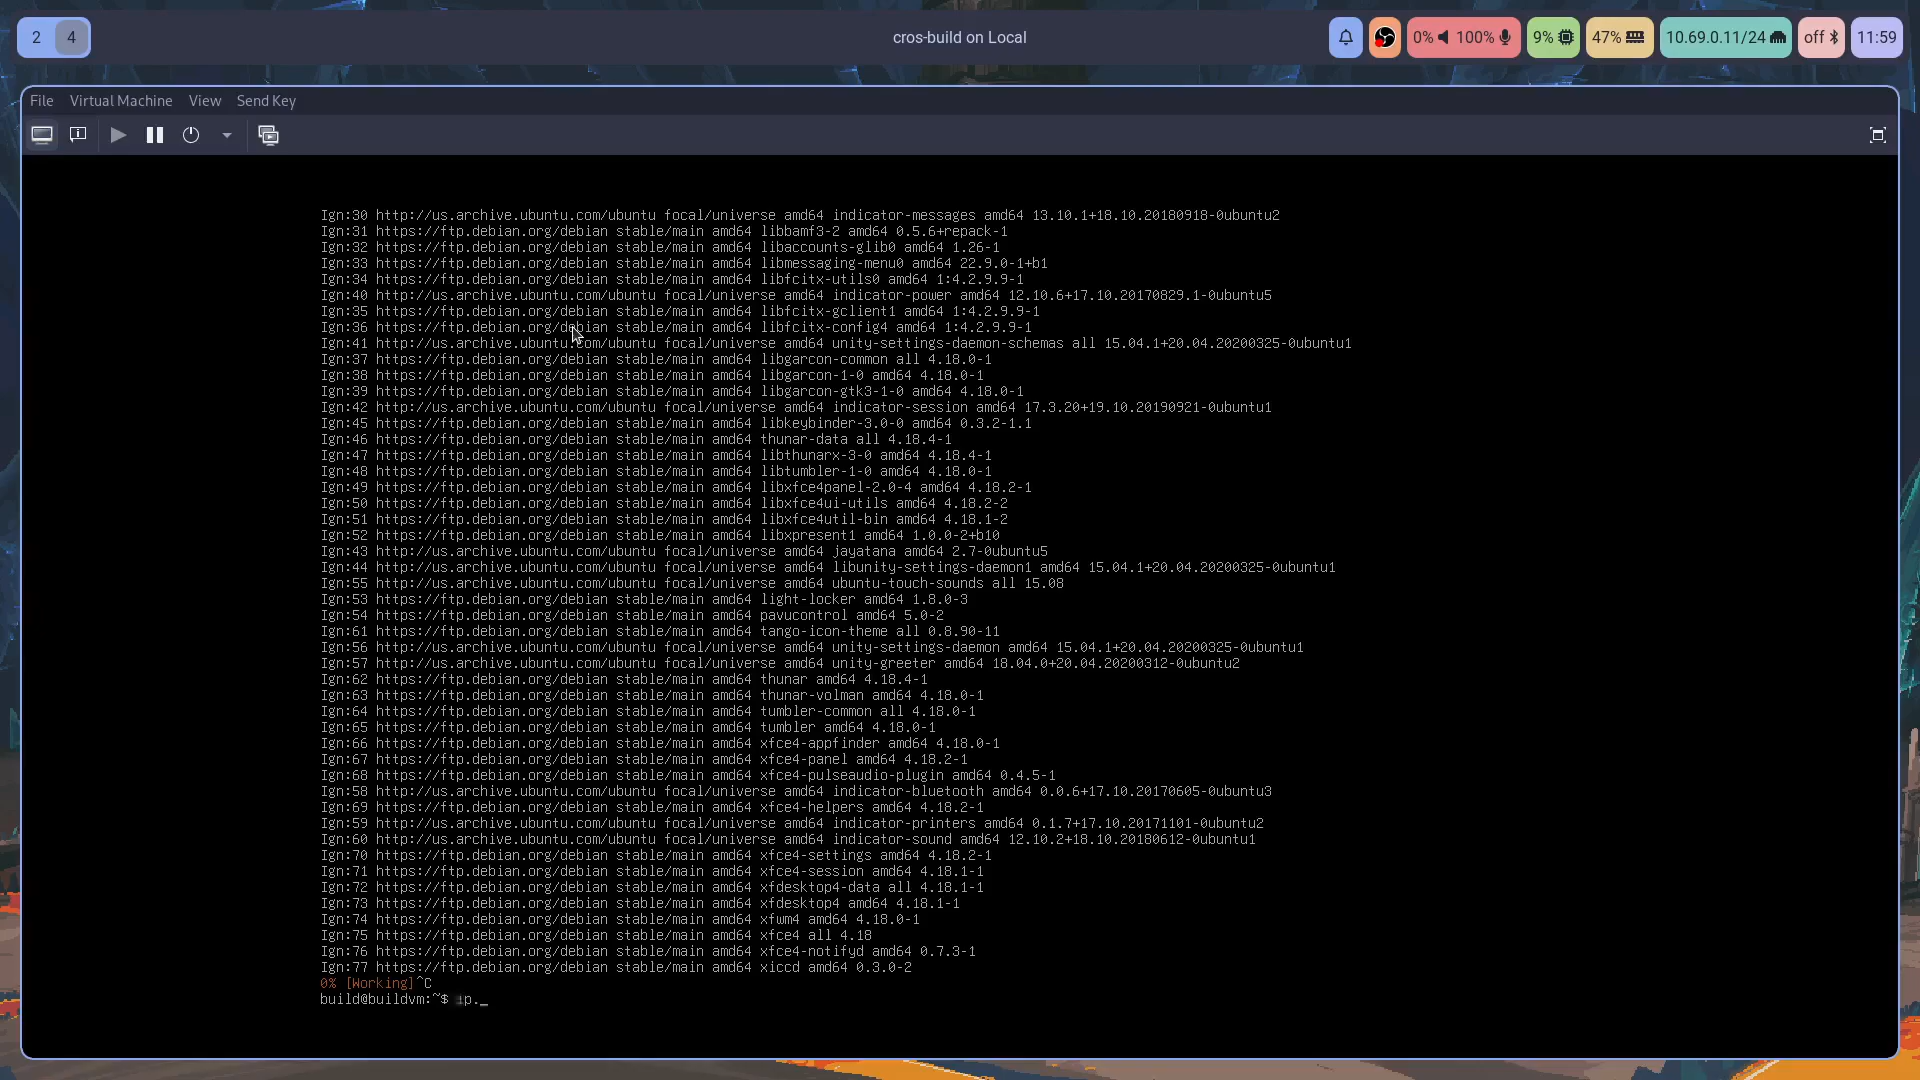 2 4
cros-build on Local
0% 100% 9% 47% 10.69.0.11/24 off 11:59
File Virtual Machine View Send Key
Ign:30 http://us.archive.ubuntu.com/ubuntu focal/universe amd64 indicator-messages amd64 13.10.1+18.10.20180918-0ubuntu2
Ign:31 https://ftp.debian.org/debian stable/main amd64 libbamf3-2 amd64 0.5.6+repack-1
Ign:32 https://ftp.debian.org/debian stable/main amd64 libaccounts-glib0 amd64 1.26-1
Ign:33 https://ftp.debian.org/debian stable/main amd64 libmessaging-menu0 amd64 22.9.0-1+b1
Ign:34 https://ftp.debian.org/debian stable/main amd64 libfcitx-utils0 amd64 1:4.2.9.9-1
Ign:40 http://us.archive.ubuntu.com/ubuntu focal/universe amd64 indicator-power amd64 12.10.6+17.10.20170829.1-0ubuntu5
Ign:35 https://ftp.debian.org/debian stable/main amd64 libfcitx-gclient1 amd64 1:4.2.9.9-1
Ign:36 https://ftp.debian.org/debian stable/main amd64 libfcitx-config4 amd64 1:4.2.9.9-1
Ign:41 http://us.archive.ubuntu.com/ubuntu focal/universe amd64 unity-settings-daemon-schemas all 15.04.1+20.04.20200325-0ubuntu1
Ign:37 https://ftp.debian.org/debian stable/main amd64 libgarcon-common all 4.18.0-1
Ign:38 https://ftp.debian.org/debian stable/main amd64 libgarcon-1-0 amd64 4.18.0-1
Ign:39 https://ftp.debian.org/debian stable/main amd64 libgarcon-gtk3-1-0 amd64 4.18.0-1
Ign:42 http://us.archive.ubuntu.com/ubuntu focal/universe amd64 indicator-session amd64 17.3.20+19.10.20190921-0ubuntu1
Ign:45 https://ftp.debian.org/debian stable/main amd64 libkeybinder-3.0-0 amd64 0.3.2-1.1
Ign:46 https://ftp.debian.org/debian stable/main amd64 thunar-data all 4.18.4-1
Ign:47 https://ftp.debian.org/debian stable/main amd64 libthunarx-3-0 amd64 4.18.4-1
Ign:48 https://ftp.debian.org/debian stable/main amd64 libtumbler-1-0 amd64 4.18.0-1
Ign:49 https://ftp.debian.org/debian stable/main amd64 libxfce4panel-2.0-4 amd64 4.18.2-1
Ign:50 https://ftp.debian.org/debian stable/main amd64 libxfce4ui-utils amd64 4.18.2-2
Ign:51 https://ftp.debian.org/debian stable/main amd64 libxfce4util-bin amd64 4.18.1-2
Ign:52 https://ftp.debian.org/debian stable/main amd64 libxpresent1 amd64 1.0.0-2+b10
Ign:43 http://us.archive.ubuntu.com/ubuntu focal/universe amd64 jayatana amd64 2.7-0ubuntu5
Ign:44 http://us.archive.ubuntu.com/ubuntu focal/universe amd64 libunity-settings-daemon1 amd64 15.04.1+20.04.20200325-0ubuntu1
Ign:55 http://us.archive.ubuntu.com/ubuntu focal/universe amd64 ubuntu-touch-sounds all 15.08
Ign:53 https://ftp.debian.org/debian stable/main amd64 light-locker amd64 1.8.0-3
Ign:54 https://ftp.debian.org/debian stable/main amd64 pavucontrol amd64 5.0-2
Ign:61 https://ftp.debian.org/debian stable/main amd64 tango-icon-theme all 0.8.90-11
Ign:56 http://us.archive.ubuntu.com/ubuntu focal/universe amd64 unity-settings-daemon amd64 15.04.1+20.04.20200325-0ubuntu1
Ign:57 http://us.archive.ubuntu.com/ubuntu focal/universe amd64 unity-greeter amd64 18.04.0+20.04.20200312-0ubuntu2
Ign:62 https://ftp.debian.org/debian stable/main amd64 thunar amd64 4.18.4-1
Ign:63 https://ftp.debian.org/debian stable/main amd64 thunar-volman amd64 4.18.0-1
Ign:64 https://ftp.debian.org/debian stable/main amd64 tumbler-common all 4.18.0-1
Ign:65 https://ftp.debian.org/debian stable/main amd64 tumbler amd64 4.18.0-1
Ign:66 https://ftp.debian.org/debian stable/main amd64 xfce4-appfinder amd64 4.18.0-1
Ign:67 https://ftp.debian.org/debian stable/main amd64 xfce4-panel amd64 4.18.2-1
Ign:68 https://ftp.debian.org/debian stable/main amd64 xfce4-pulseaudio-plugin amd64 0.4.5-1
Ign:58 http://us.archive.ubuntu.com/ubuntu focal/universe amd64 indicator-bluetooth amd64 0.0.6+17.10.20170605-0ubuntu3
Ign:69 https://ftp.debian.org/debian stable/main amd64 xfce4-helpers amd64 4.18.2-1
Ign:59 http://us.archive.ubuntu.com/ubuntu focal/universe amd64 indicator-printers amd64 0.1.7+17.10.20171101-0ubuntu2
Ign:60 http://us.archive.ubuntu.com/ubuntu focal/universe amd64 indicator-sound amd64 12.10.2+18.10.20180612-0ubuntu1
Ign:70 https://ftp.debian.org/debian stable/main amd64 xfce4-settings amd64 4.18.2-1
Ign:71 https://ftp.debian.org/debian stable/main amd64 xfce4-session amd64 4.18.1-1
Ign:72 https://ftp.debian.org/debian stable/main amd64 xfdesktop4-data all 4.18.1-1
Ign:73 https://ftp.debian.org/debian stable/main amd64 xfdesktop4 amd64 4.18.1-1
Ign:74 https://ftp.debian.org/debian stable/main amd64 xfwm4 amd64 4.18.0-1
Ign:75 https://ftp.debian.org/debian stable/main amd64 xfce4 all 4.18
Ign:76 https://ftp.debian.org/debian stable/main amd64 xfce4-notifyd amd64 0.7.3-1
Ign:77 https://ftp.debian.org/debian stable/main amd64 xiccd amd64 0.3.0-2
0% [Working]^C
build@buildvm:~$ ip._